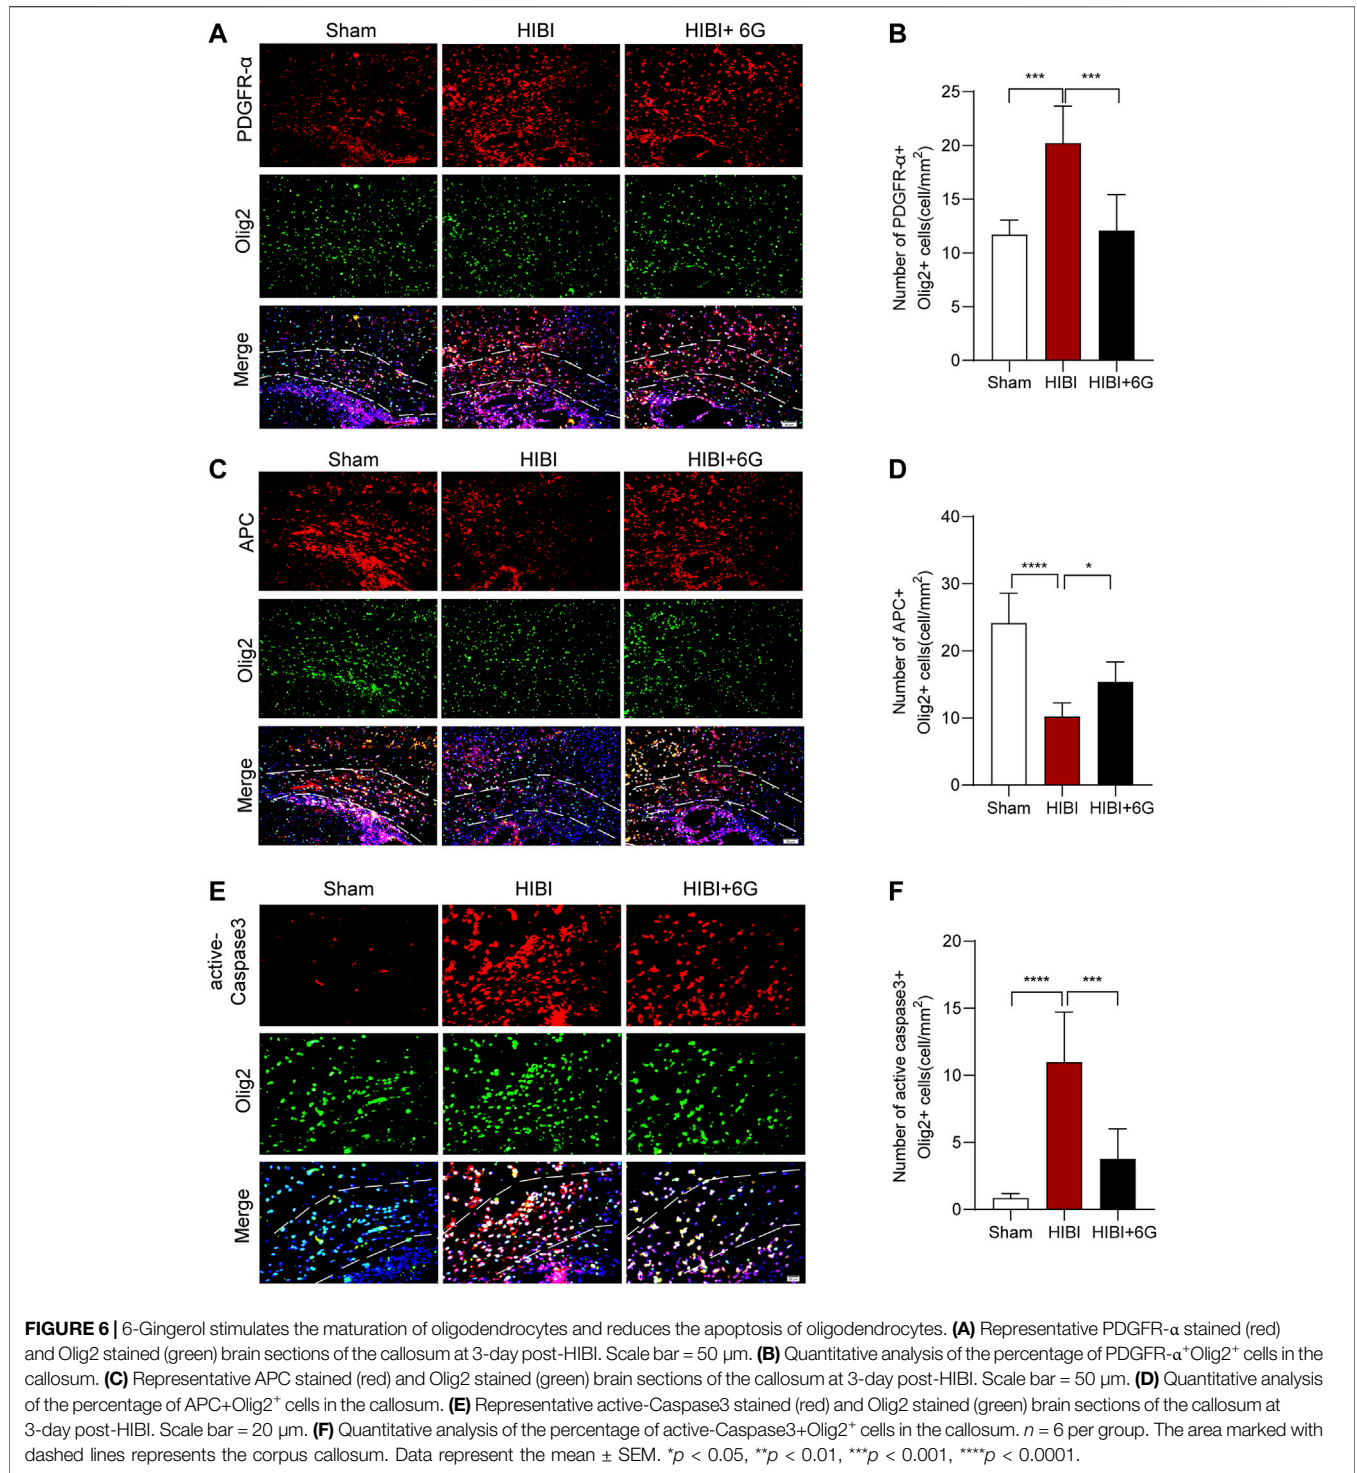 A
Sham
HIBI
HIBI+ 6G
PDGFR-α
Olig2
Merge
B
Number of PDGFR-α+
Olig2+ cells(cell/mm²)
25
20
15
10
5
0
***
***
Sham
HIBI
HIBI+6G
C
Sham
HIBI
HIBI+6G
APC
Olig2
Merge
D
Number of APC+
Olig2+ cells(cell/mm²)
40
30
20
10
0
****
*
Sham
HIBI
HIBI+6G
E
Sham
HIBI
HIBI+6G
active-
Caspase3
Olig2
Merge
F
Number of active caspase3+
Olig2+ cells(cell/mm²)
20
15
10
5
0
****
***
Sham
HIBI
HIBI+6G
FIGURE 6 | 6-Gingerol stimulates the maturation of oligodendrocytes and reduces the apoptosis of oligodendrocytes. (A) Representative PDGFR-α stained (red)
and Olig2 stained (green) brain sections of the callosum at 3-day post-HIBI. Scale bar = 50 µm. (B) Quantitative analysis of the percentage of PDGFR-α⁺Olig2⁺ cells in the
callosum. (C) Representative APC stained (red) and Olig2 stained (green) brain sections of the callosum at 3-day post-HIBI. Scale bar = 50 µm. (D) Quantitative analysis
of the percentage of APC+Olig2⁺ cells in the callosum. (E) Representative active-Caspase3 stained (red) and Olig2 stained (green) brain sections of the callosum at
3-day post-HIBI. Scale bar = 20 µm. (F) Quantitative analysis of the percentage of active-Caspase3+Olig2⁺ cells in the callosum. n = 6 per group. The area marked with
dashed lines represents the corpus callosum. Data represent the mean ± SEM. *p < 0.05, **p < 0.01, ***p < 0.001, ****p < 0.0001.